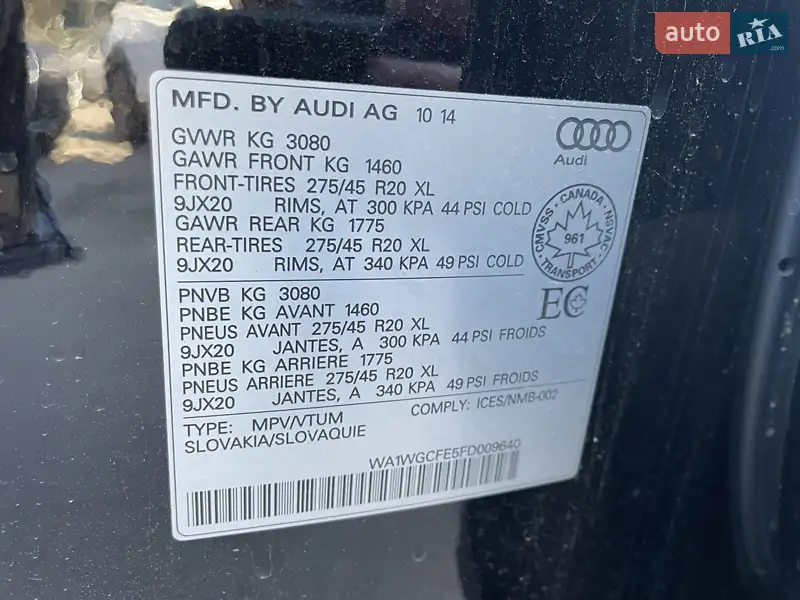 auto RIA .com
MFD. BY AUDI AG 10 14
Audi
GVWR KG 3080
GAWR FRONT KG 1460
FRONT-TIRES 275/45 R20 XL
9JX20 RIMS, AT 300 KPA 44 PSI COLD
GAWR REAR KG 1775
REAR-TIRES 275/45 R20 XL
9JX20 RIMS, AT 340 KPA 49 PSI COLD
CMVSS · CANADA · NSVAC
961
TRANSPORT
EC
PNVB KG 3080
PNBE KG AVANT 1460
PNEUS AVANT 275/45 R20 XL
9JX20 JANTES, A 300 KPA 44 PSI FROIDS
PNBE KG ARRIERE 1775
PNEUS ARRIERE 275/45 R20 XL
9JX20 JANTES, A 340 KPA 49 PSI FROIDS
TYPE: MPV/VTUM COMPLY: ICES/NMB-002
SLOVAKIA/SLOVAQUIE
WA1WGCFE5FD009640